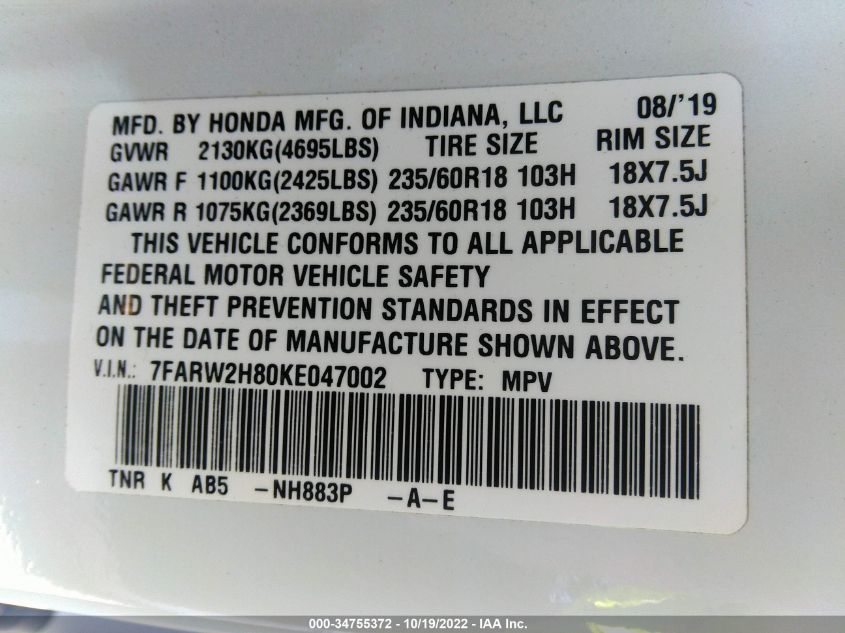 MFD. BY HONDA MFG. OF INDIANA, LLC 08/'19
GVWR 2130KG(4695LBS) TIRE SIZE RIM SIZE
GAWR F 1100KG(2425LBS) 235/60R18 103H 18X7.5J
GAWR R 1075KG(2369LBS) 235/60R18 103H 18X7.5J
THIS VEHICLE CONFORMS TO ALL APPLICABLE
FEDERAL MOTOR VEHICLE SAFETY
AND THEFT PREVENTION STANDARDS IN EFFECT
ON THE DATE OF MANUFACTURE SHOWN ABOVE.
V.I.N.: 7FARW2H80KE047002 TYPE: MPV
TNR K AB5 -NH883P -A-E
000-34755372 - 10/19/2022 - IAA Inc.